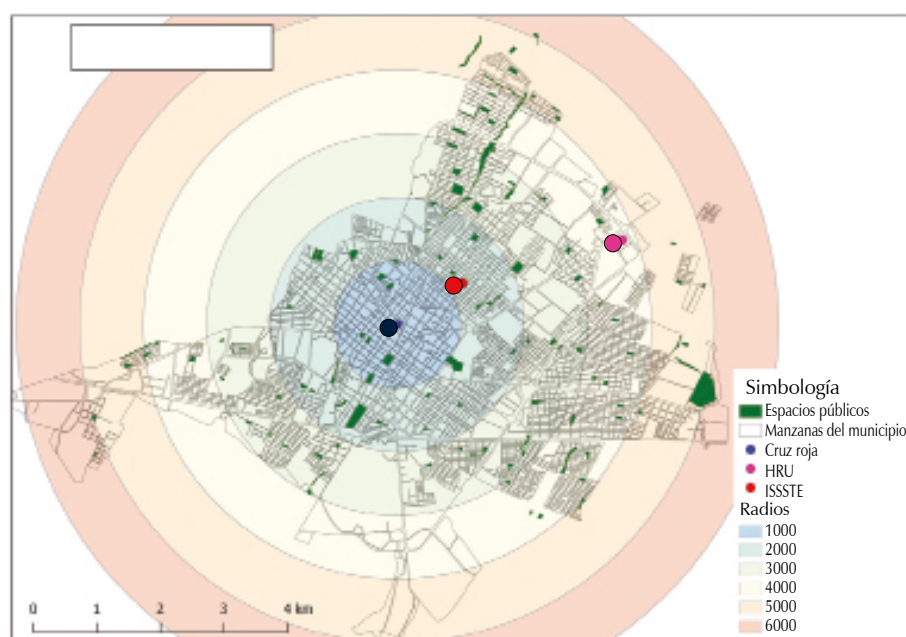 Simbología
Espacios públicos
Manzanas del municipio
Cruz roja
HRU
ISSSTE
Radios
1000
2000
3000
4000
5000
6000
0 1 2 3 4 km